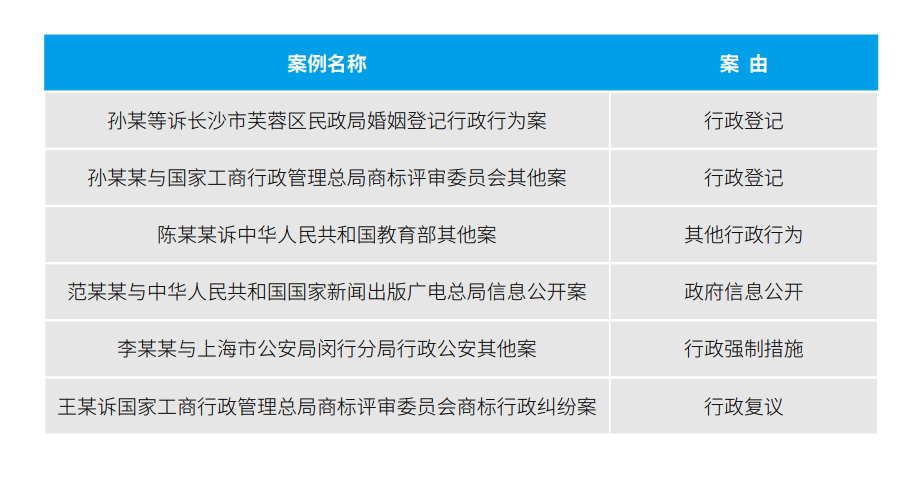 案例名称 案 由
孙某等诉长沙市芙蓉区民政局婚姻登记行政行为案 行政登记
孙某某与国家工商行政管理总局商标评审委员会其他案 行政登记
陈某某诉中华人民共和国教育部其他案 其他行政行为
范某某与中华人民共和国国家新闻出版广电总局信息公开案 政府信息公开
李某某与上海市公安局闵行分局行政公安其他案 行政强制措施
王某诉国家工商行政管理总局商标评审委员会商标行政纠纷案 行政复议